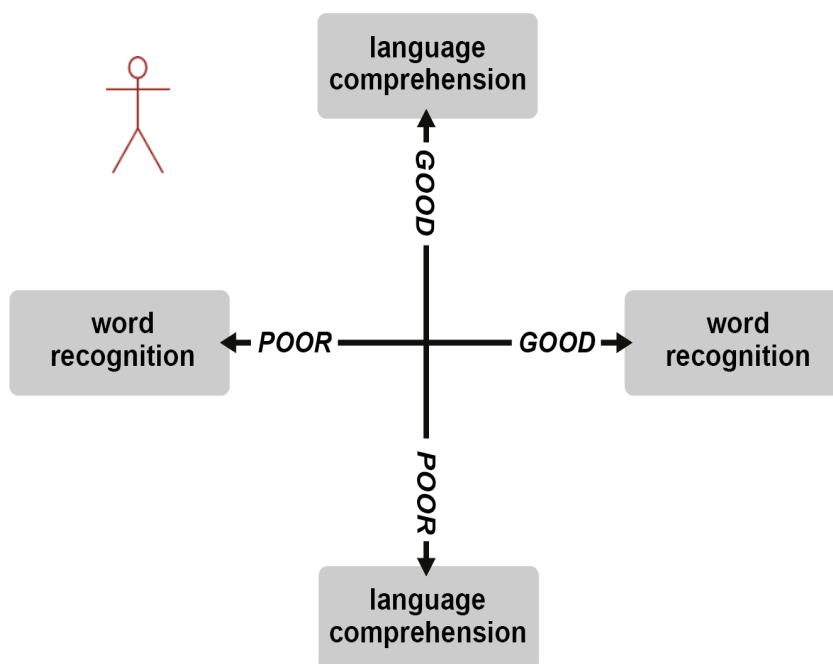 language
comprehension
GOOD
word
recognition
POOR
GOOD
word
recognition
POOR
language
comprehension